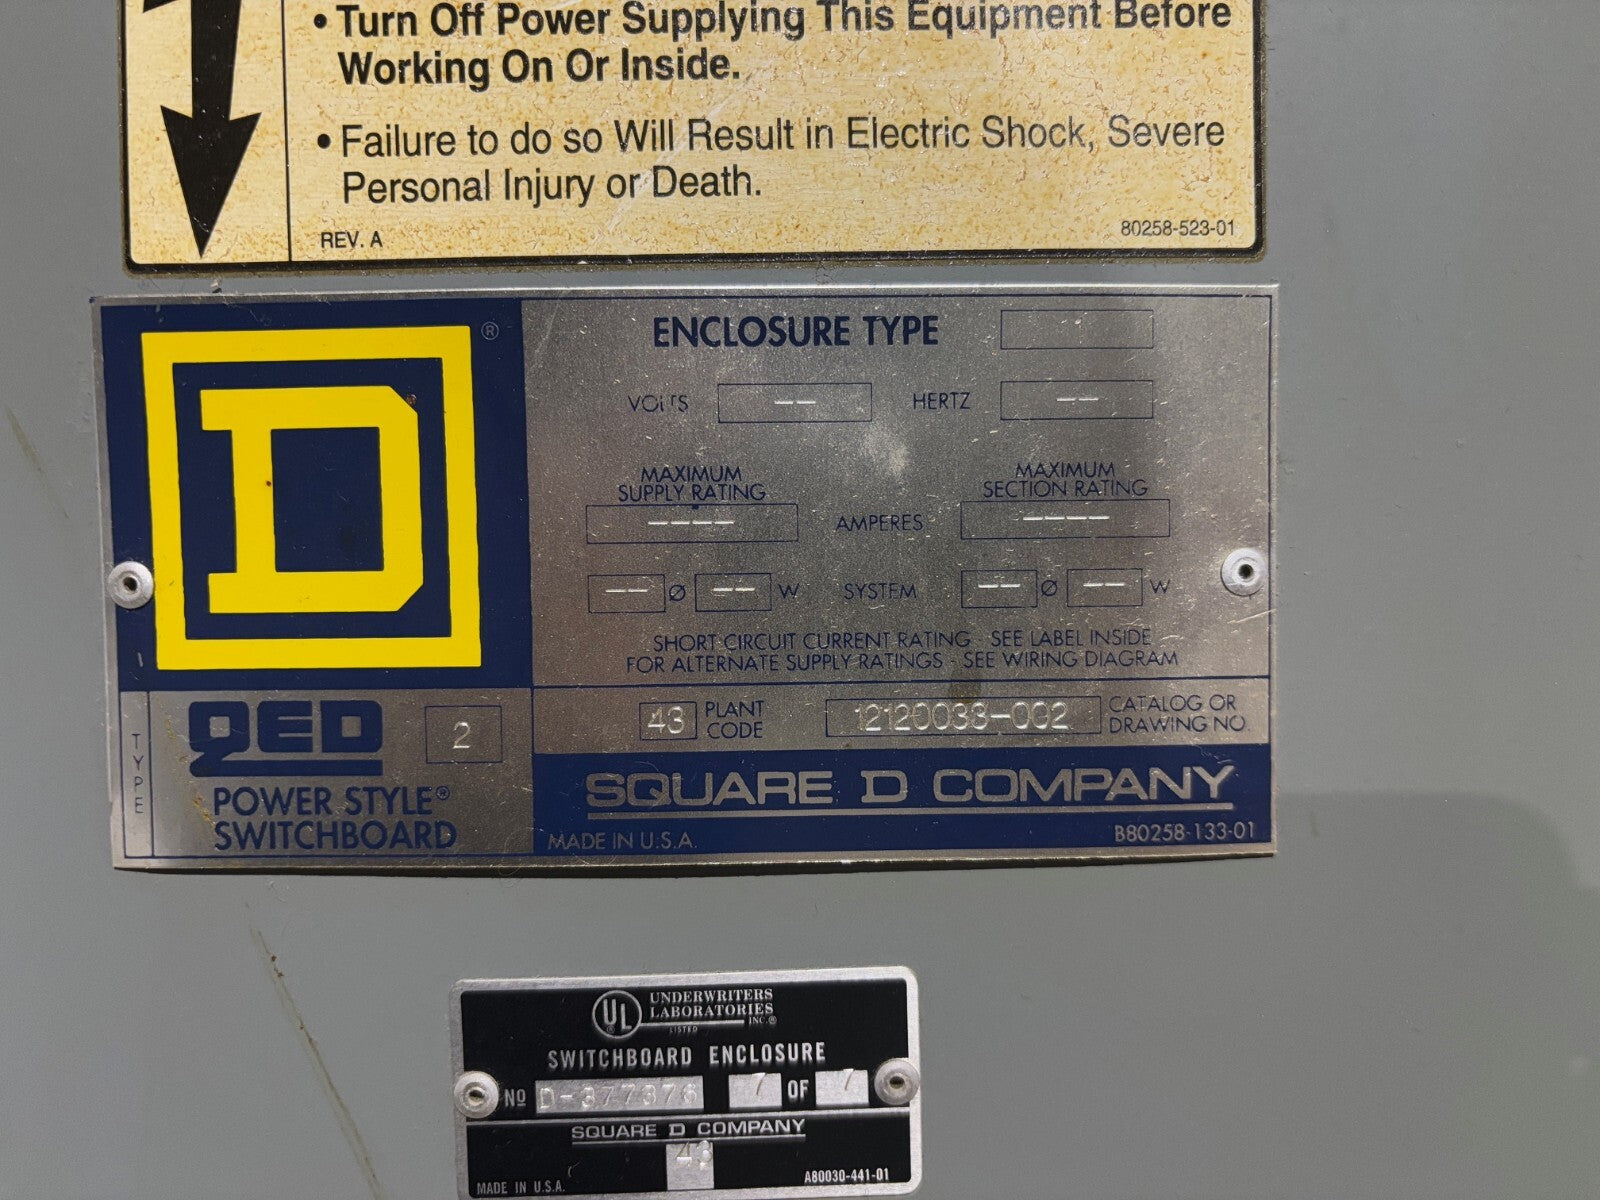 • Turn Off Power Supplying This Equipment Before
Working On Or Inside.
• Failure to do so Will Result in Electric Shock, Severe
Personal Injury or Death.
REV. A
80258-523-01
D ®
ENCLOSURE TYPE
VOLTS -- HERTZ --
MAXIMUM SUPPLY RATING
MAXIMUM SECTION RATING
---- AMPERES ----
-- Ø -- W SYSTEM -- Ø -- W
SHORT CIRCUIT CURRENT RATING - SEE LABEL INSIDE
FOR ALTERNATE SUPPLY RATINGS - SEE WIRING DIAGRAM
TYPE
QED 2
POWER STYLE®
SWITCHBOARD
43 PLANT CODE
12120033-002 CATALOG OR DRAWING NO.
SQUARE D COMPANY
MADE IN U.S.A.
B80258-133-01
UL ® LISTED
UNDERWRITERS
LABORATORIES
INC.®
SWITCHBOARD ENCLOSURE
Nº D-377376 7 OF 7
SQUARE D COMPANY
43
MADE IN U.S.A.
A80030-441-01